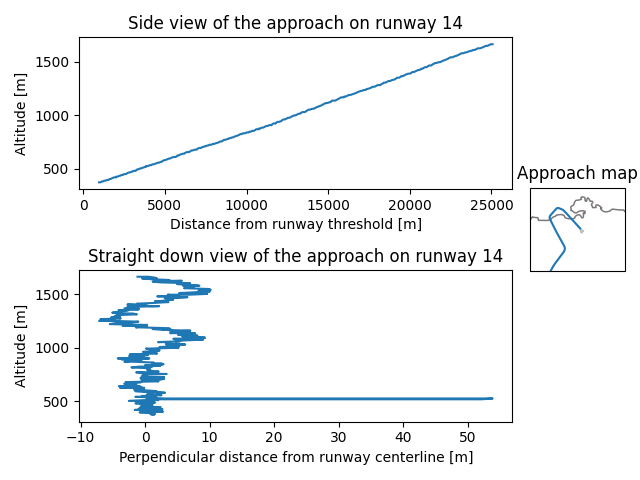 Side view of the approach on runway 14
1500
1000
500
Altitude [m]
0 5000 10000 15000 20000 25000
Distance from runway threshold [m]
Approach map
Straight down view of the approach on runway 14
1500
1000
500
Altitude [m]
−10 0 10 20 30 40 50
Perpendicular distance from runway centerline [m]